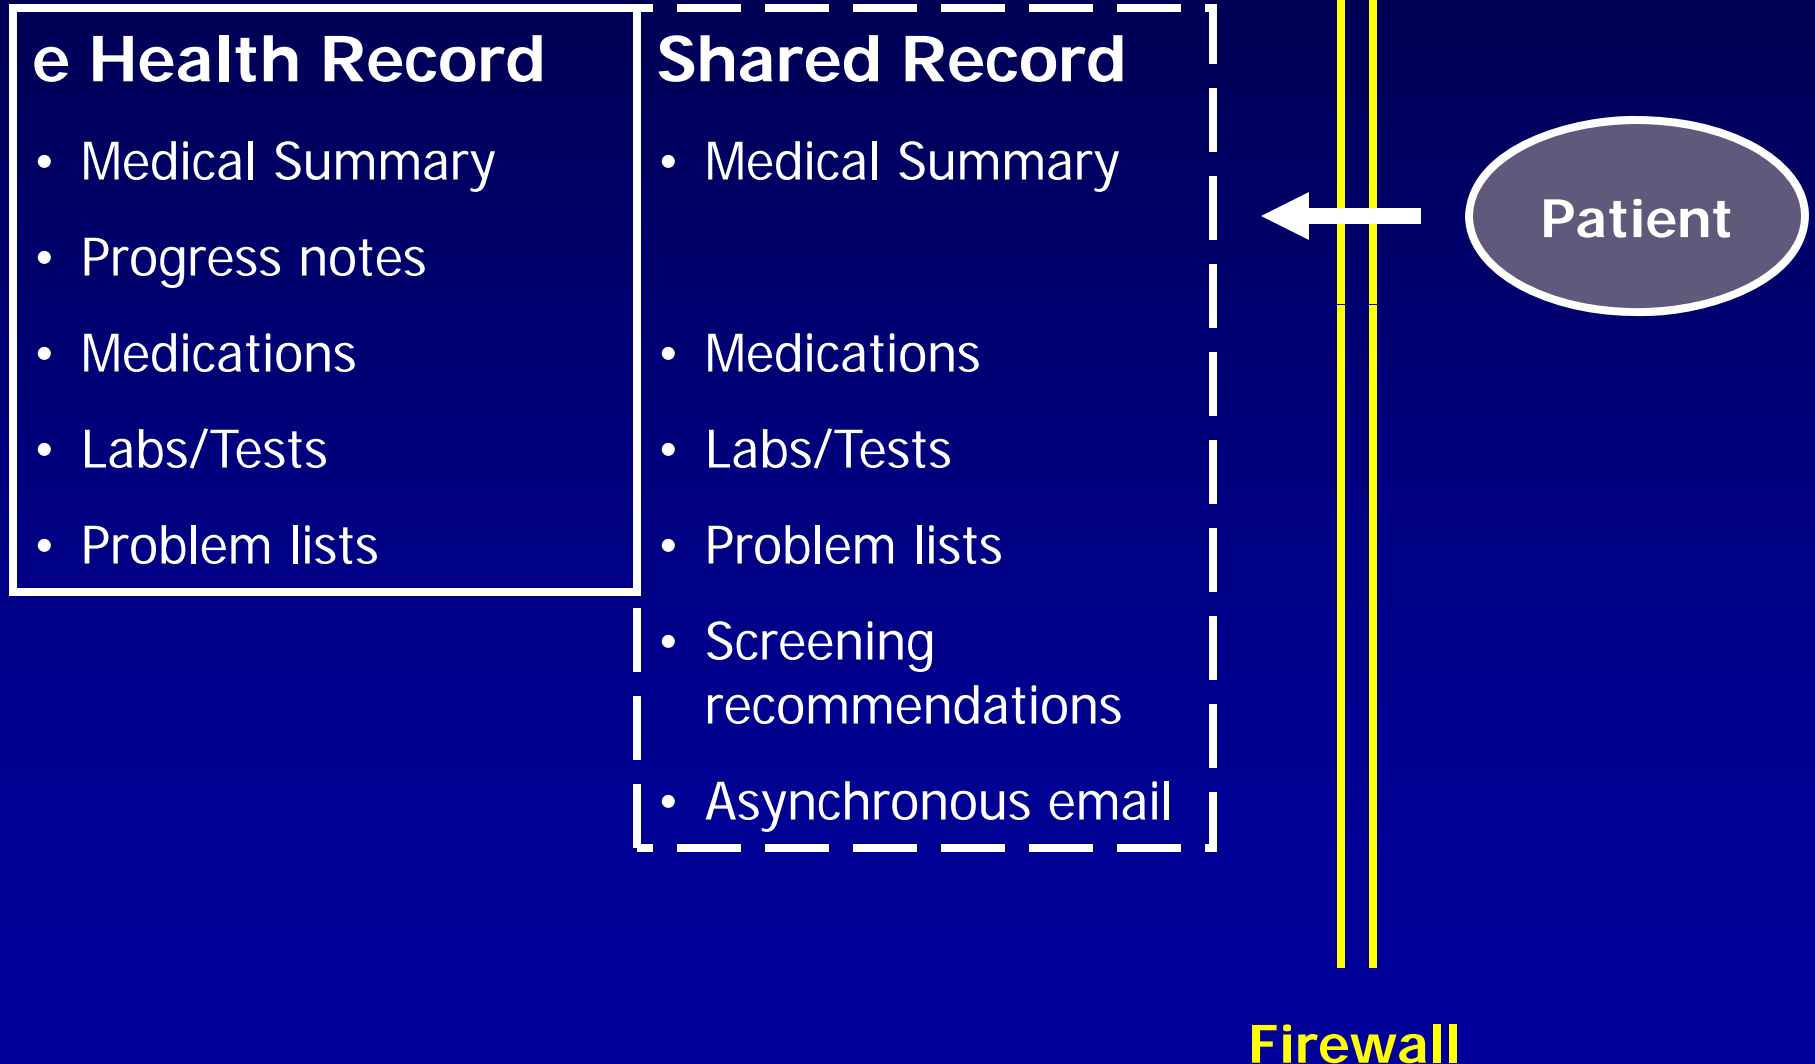 e Health Record
• Medical Summary
• Progress notes
• Medications
• Labs/Tests
• Problem lists
Shared Record
• Medical Summary
• Medications
• Labs/Tests
• Problem lists
• Screening
recommendations
• Asynchronous email
Patient
Firewall